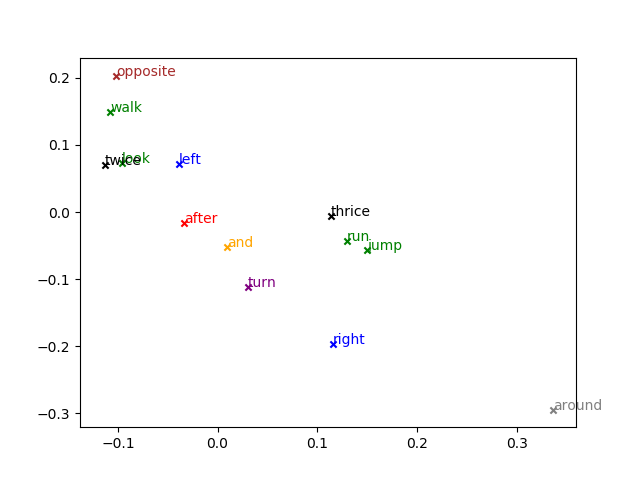 opposite
0.2
walk
0.1
twice
look
left
0.0
thrice
after
run
and
jump
−0.1
turn
−0.2
right
around
−0.3
−0.1
0.0
0.1
0.2
0.3